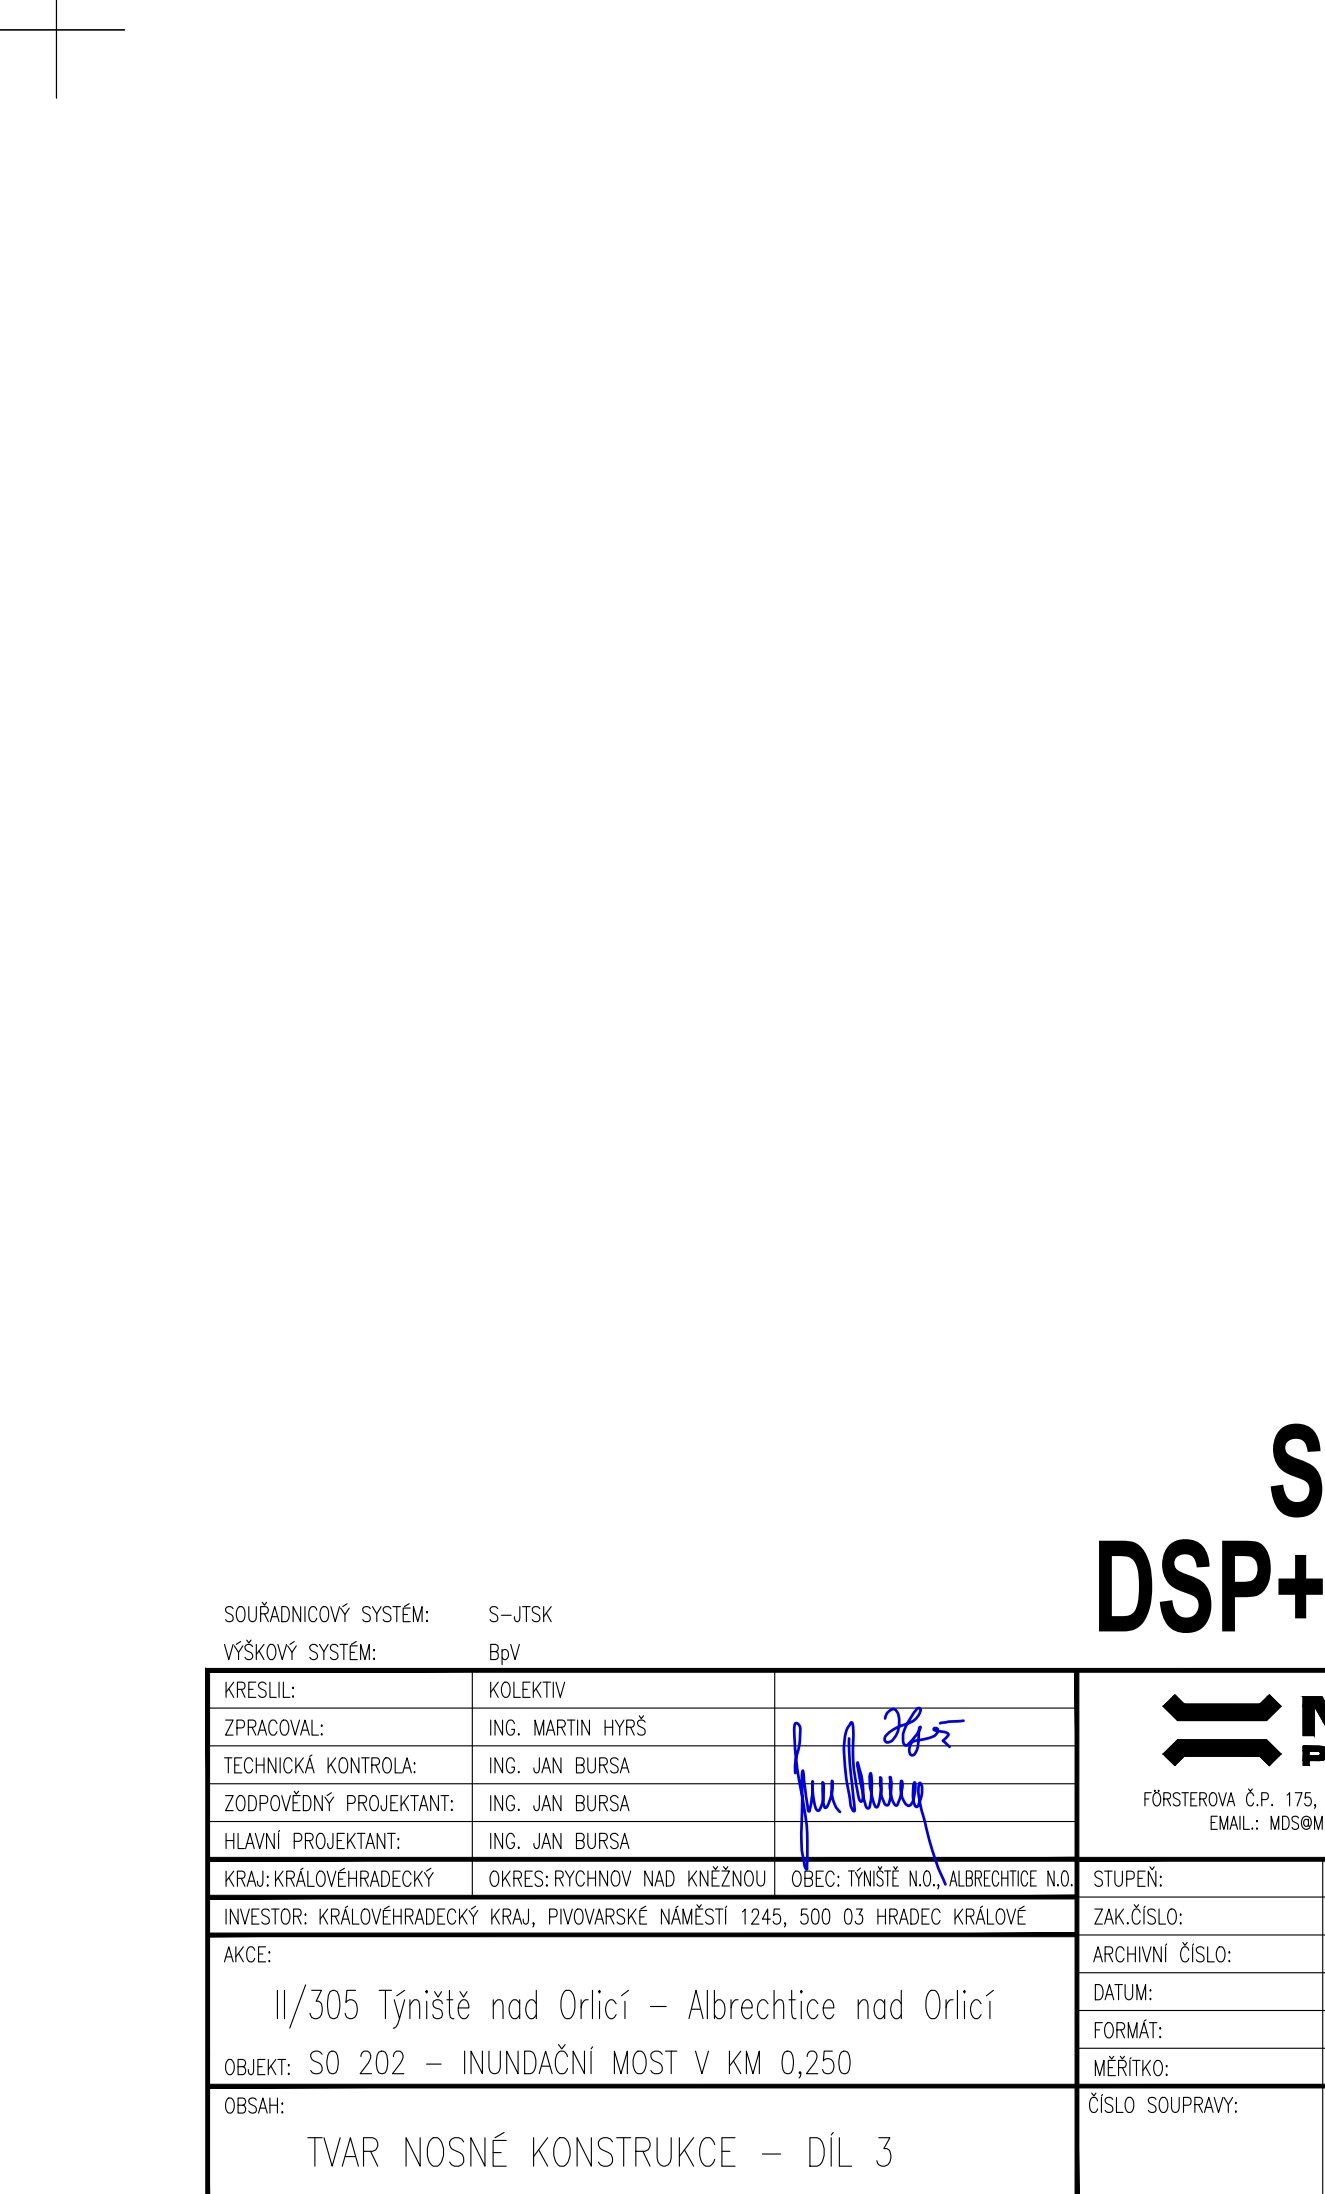 S
DSP+
SOUŘADNICOVÝ SYSTÉM: S-JTSK
VÝŠKOVÝ SYSTÉM: BpV
KRESLIL: KOLEKTIV
ZPRACOVAL: ING. MARTIN HYRŠ
TECHNICKÁ KONTROLA: ING. JAN BURSA
ZODPOVĚDNÝ PROJEKTANT: ING. JAN BURSA
HLAVNÍ PROJEKTANT: ING. JAN BURSA
KRAJ: KRÁLOVÉHRADECKÝ OKRES: RYCHNOV NAD KNĚŽNOU OBEC: TÝNIŠTĚ N.O., ALBRECHTICE N.O.
INVESTOR: KRÁLOVÉHRADECKÝ KRAJ, PIVOVARSKÉ NÁMĚSTÍ 1245, 500 03 HRADEC KRÁLOVÉ
AKCE:
II/305 Týniště nad Orlicí – Albrechtice nad Orlicí
OBJEKT: SO 202 – INUNDAČNÍ MOST V KM 0,250
OBSAH:
TVAR NOSNÉ KONSTRUKCE – DÍL 3
FÖRSTEROVA Č.P. 175,
EMAIL.: MDS@M
STUPEŇ:
ZAK.ČÍSLO:
ARCHIVNÍ ČÍSLO:
DATUM:
FORMÁT:
MĚŘÍTKO:
ČÍSLO SOUPRAVY: